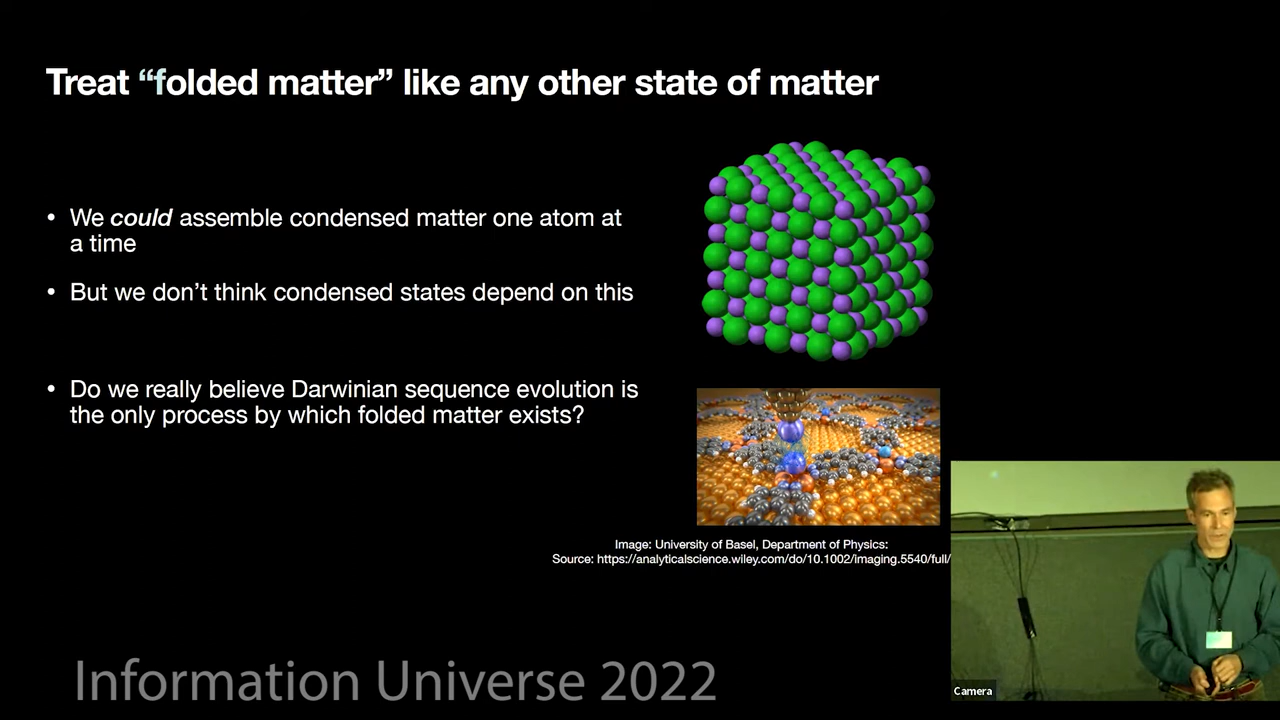 Treat “folded matter” like any other state of matter
• We could assemble condensed matter one atom at
a time
• But we don’t think condensed states depend on this
• Do we really believe Darwinian sequence evolution is
the only process by which folded matter exists?
Image: University of Basel, Department of Physics:
Source: https://analyticalscience.wiley.com/do/10.1002/imaging.5540/full/
Information Universe 2022
Camera